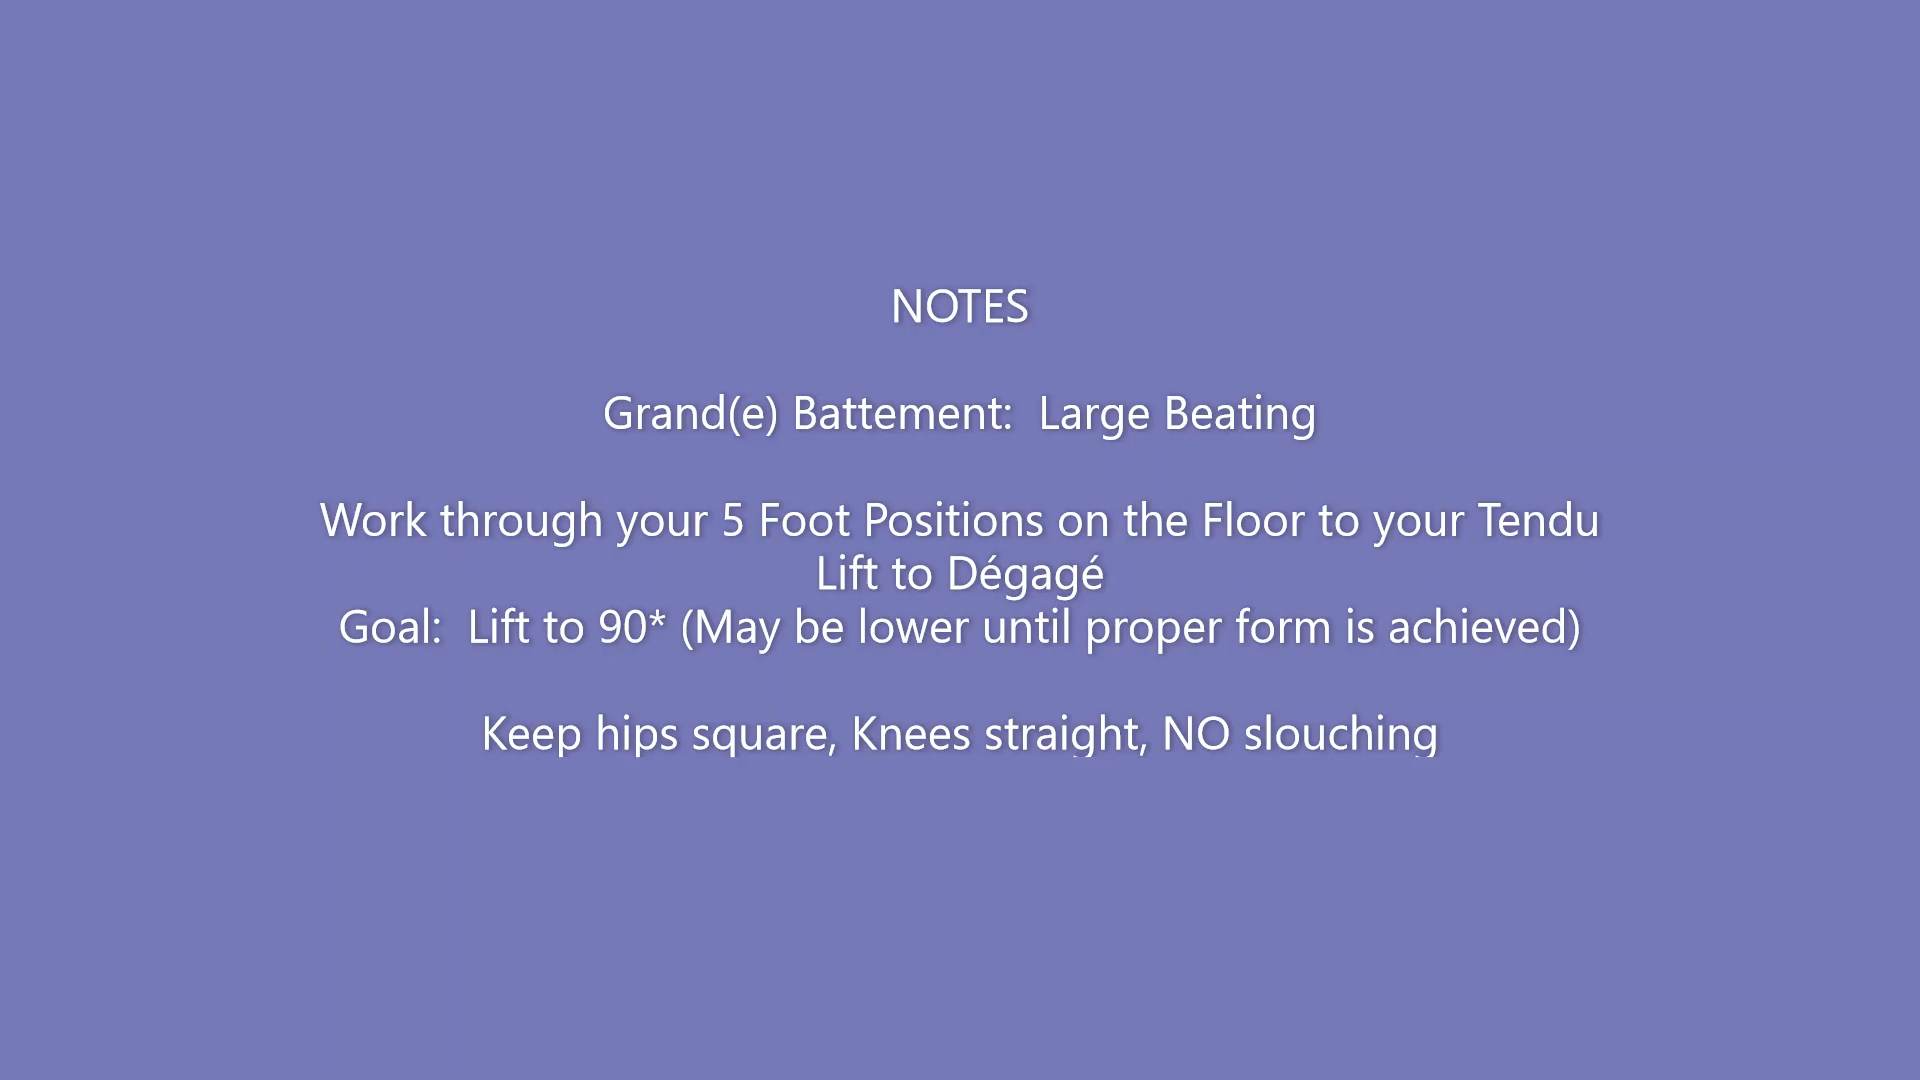 NOTES
Grand(e) Battement:  Large Beating
Work through your 5 Foot Positions on the Floor to your Tendu
Lift to Dégagé
Goal:  Lift to 90* (May be lower until proper form is achieved)
Keep hips square, Knees straight, NO slouching